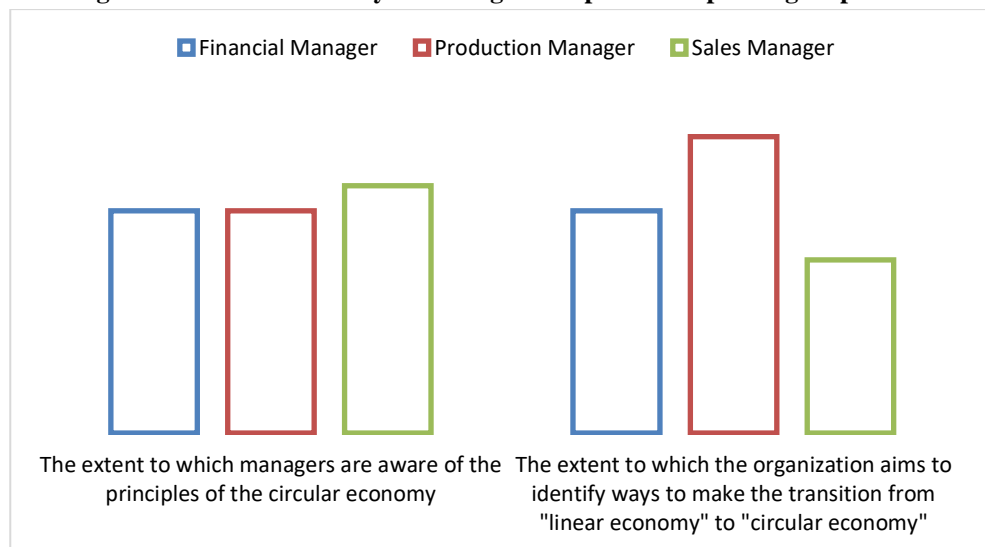 Financial Manager Production Manager Sales Manager
The extent to which managers are aware of the
principles of the circular economy
The extent to which the organization aims to
identify ways to make the transition from
"linear economy" to "circular economy"